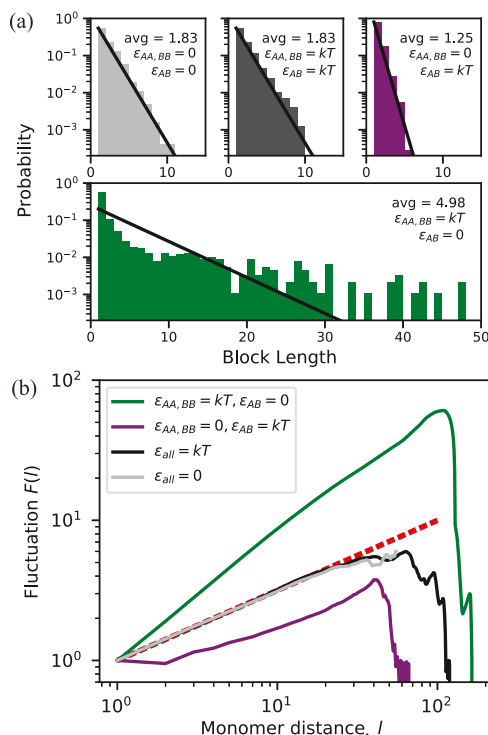 (a)
10⁰
10⁻¹
10⁻²
10⁻³
avg = 1.83
ε_AA,BB = 0
ε_AB = 0
0
10
avg = 1.83
ε_AA,BB = kT
ε_AB = kT
0
10
avg = 1.25
ε_AA,BB = 0
ε_AB = kT
0
10
Probability
10⁰
10⁻¹
10⁻²
10⁻³
avg = 4.98
ε_AA,BB = kT
ε_AB = 0
0
10
20
30
40
50
Block Length
(b)
Fluctuation F(l)
10²
10¹
10⁰
ε_AA,BB = kT, ε_AB = 0
ε_AA,BB = 0, ε_AB = kT
ε_all = kT
ε_all = 0
10⁰
10¹
10²
Monomer distance, l